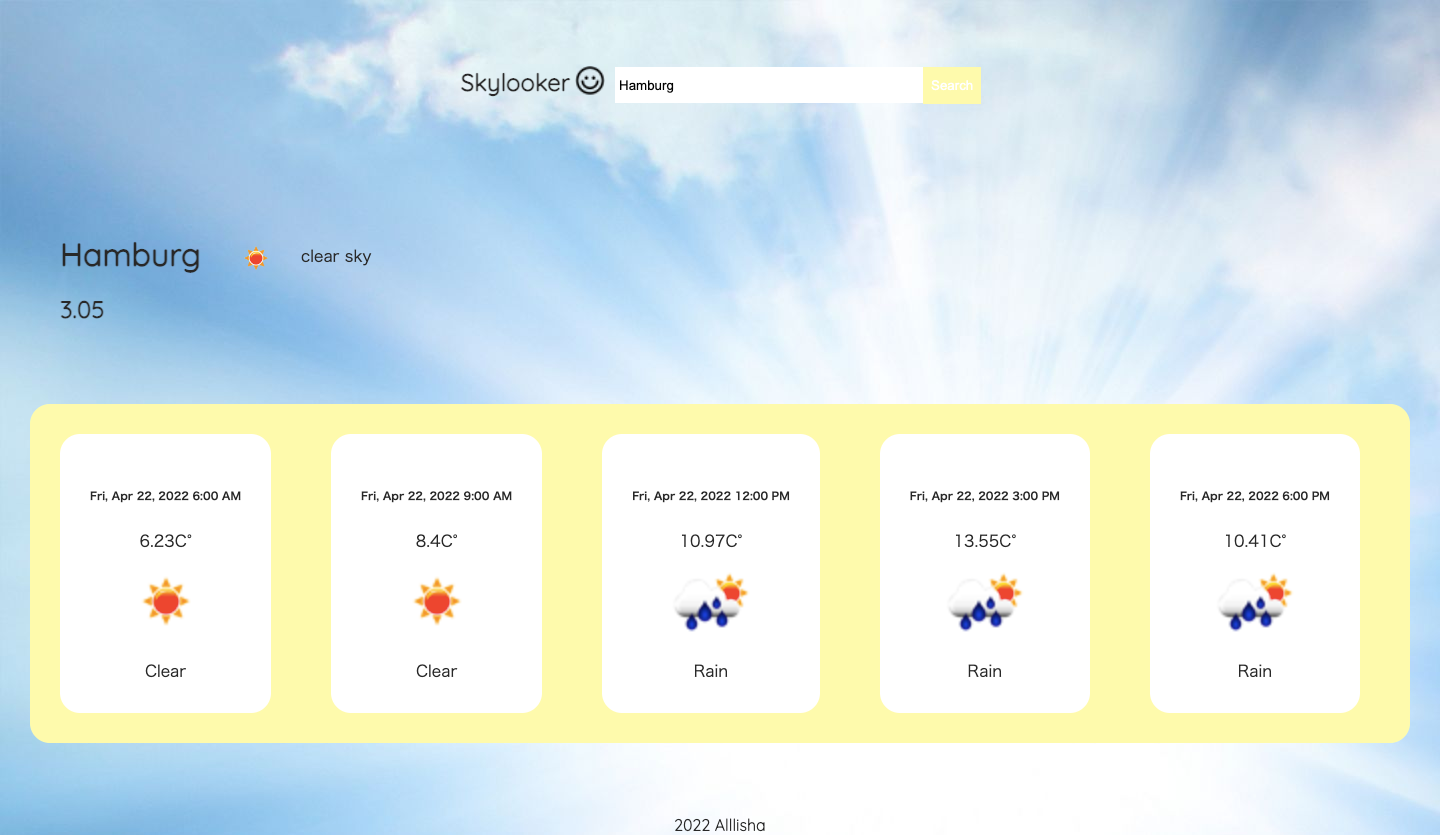 Skylooker
Hamburg
Search
Hamburg
clear sky
3.05
Fri, Apr 22, 2022 6:00 AM
6.23C°
Clear
Fri, Apr 22, 2022 9:00 AM
8.4C°
Clear
Fri, Apr 22, 2022 12:00 PM
10.97C°
Rain
Fri, Apr 22, 2022 3:00 PM
13.55C°
Rain
Fri, Apr 22, 2022 6:00 PM
10.41C°
Rain
2022 Alllisha